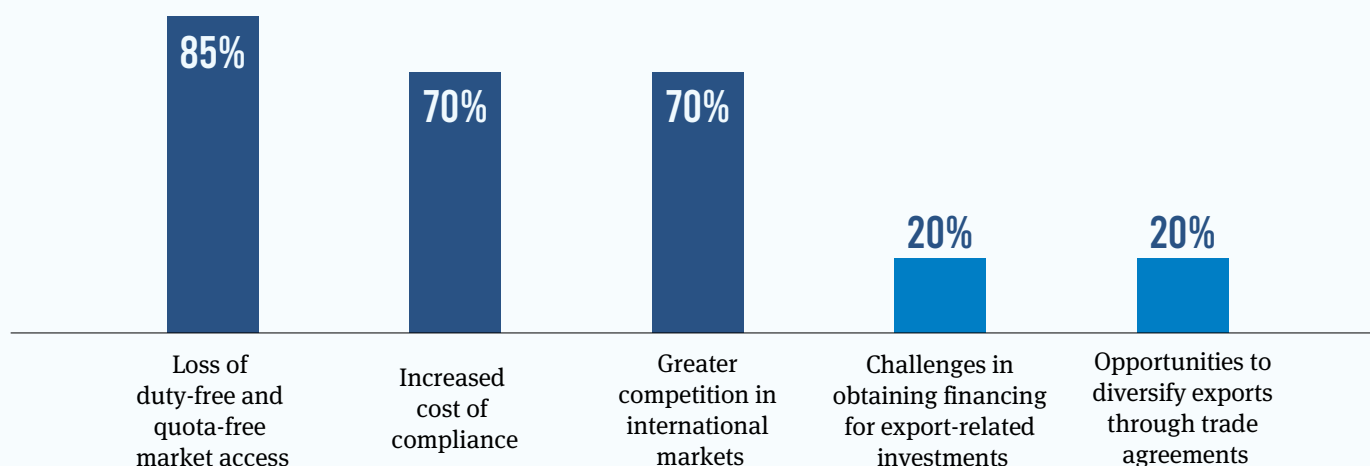 85%
70%
70%
20%
20%
Loss of
duty-free and
quota-free
market access
Increased
cost of
compliance
Greater
competition in
international
markets
Challenges in
obtaining financing
for export-related
investments
Opportunities to
diversify exports
through trade
agreements